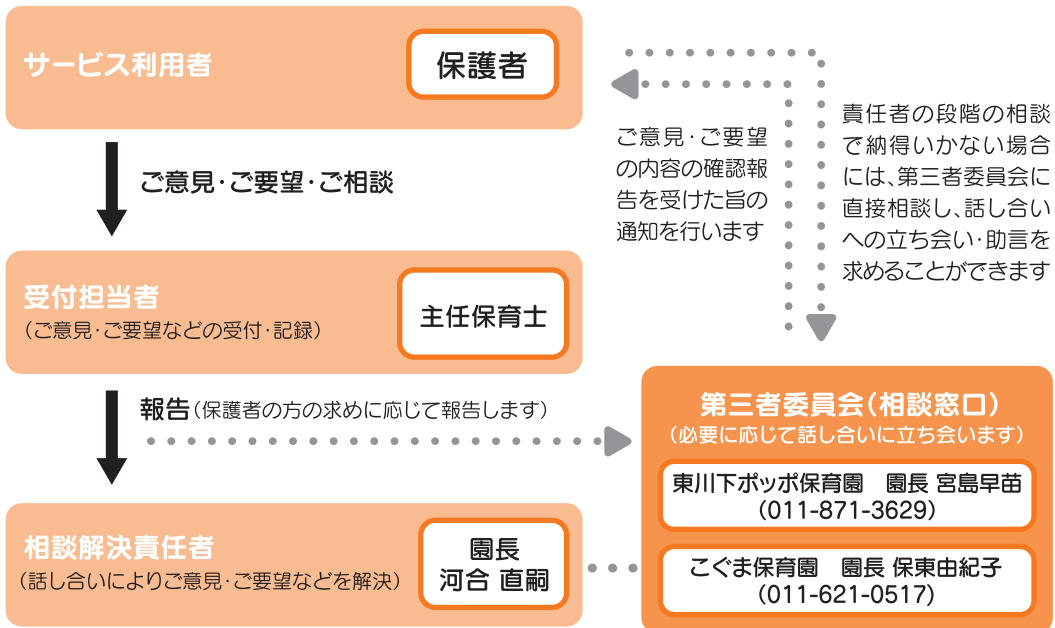 サービス利用者
保護者
ご意見・ご要望・ご相談
受付担当者
(ご意見・ご要望などの受付・記録)
主任保育士
報告(保護者の方の求めに応じて報告します)
相談解決責任者
(話し合いによりご意見・ご要望などを解決)
園長
河合 直嗣
ご意見・ご要望
の内容の確認報
告を受けた旨の
通知を行います
責任者の段階の相談
で納得いかない場合
には、第三者委員会に
直接相談し、話し合い
への立ち会い・助言を
求めることができます
第三者委員会(相談窓口)
(必要に応じて話し合いに立ち会います)
東川下ポッポ保育園　園長 宮島早苗
(011-871-3629)
こぐま保育園　園長 保東由紀子
(011-621-0517)